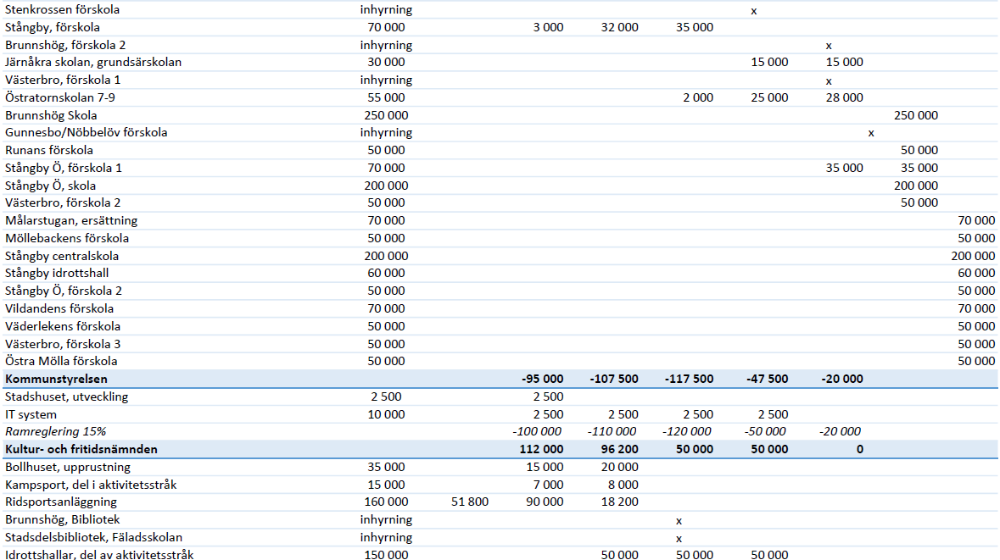 Stenkrossen förskola inhyrning x
Stångby, förskola 70 000 3 000 32 000 35 000
Brunnshög, förskola 2 inhyrning x
Järnåkra skolan, grundsärskolan 30 000 15 000 15 000
Västerbro, förskola 1 inhyrning x
Östratornskolan 7-9 55 000 2 000 25 000 28 000
Brunnshög Skola 250 000 250 000
Gunnesbo/Nöbbelöv förskola inhyrning x
Runans förskola 50 000 50 000
Stångby Ö, förskola 1 70 000 35 000 35 000
Stångby Ö, skola 200 000 200 000
Västerbro, förskola 2 50 000 50 000
Målarstugan, ersättning 70 000 70 000
Möllebackens förskola 50 000 50 000
Stångby centralskola 200 000 200 000
Stångby idrottshall 60 000 60 000
Stångby Ö, förskola 2 50 000 50 000
Vildandens förskola 70 000 70 000
Väderlekens förskola 50 000 50 000
Västerbro, förskola 3 50 000 50 000
Östra Mölla förskola 50 000 50 000
Kommunstyrelsen -95 000 -107 500 -117 500 -47 500 -20 000
Stadshuset, utveckling 2 500 2 500
IT system 10 000 2 500 2 500 2 500 2 500
Ramreglering 15% -100 000 -110 000 -120 000 -50 000 -20 000
Kultur- och fritidsnämnden 112 000 96 200 50 000 50 000 0
Bollhuset, upprustning 35 000 15 000 20 000
Kampsport, del i aktivitetsstråk 15 000 7 000 8 000
Ridsportsanläggning 160 000 51 800 90 000 18 200
Brunnshög, Bibliotek inhyrning x
Stadsdelsbibliotek, Fäladsskolan inhyrning x
Idrottshallar, del av aktivitetsstråk 150 000 50 000 50 000 50 000